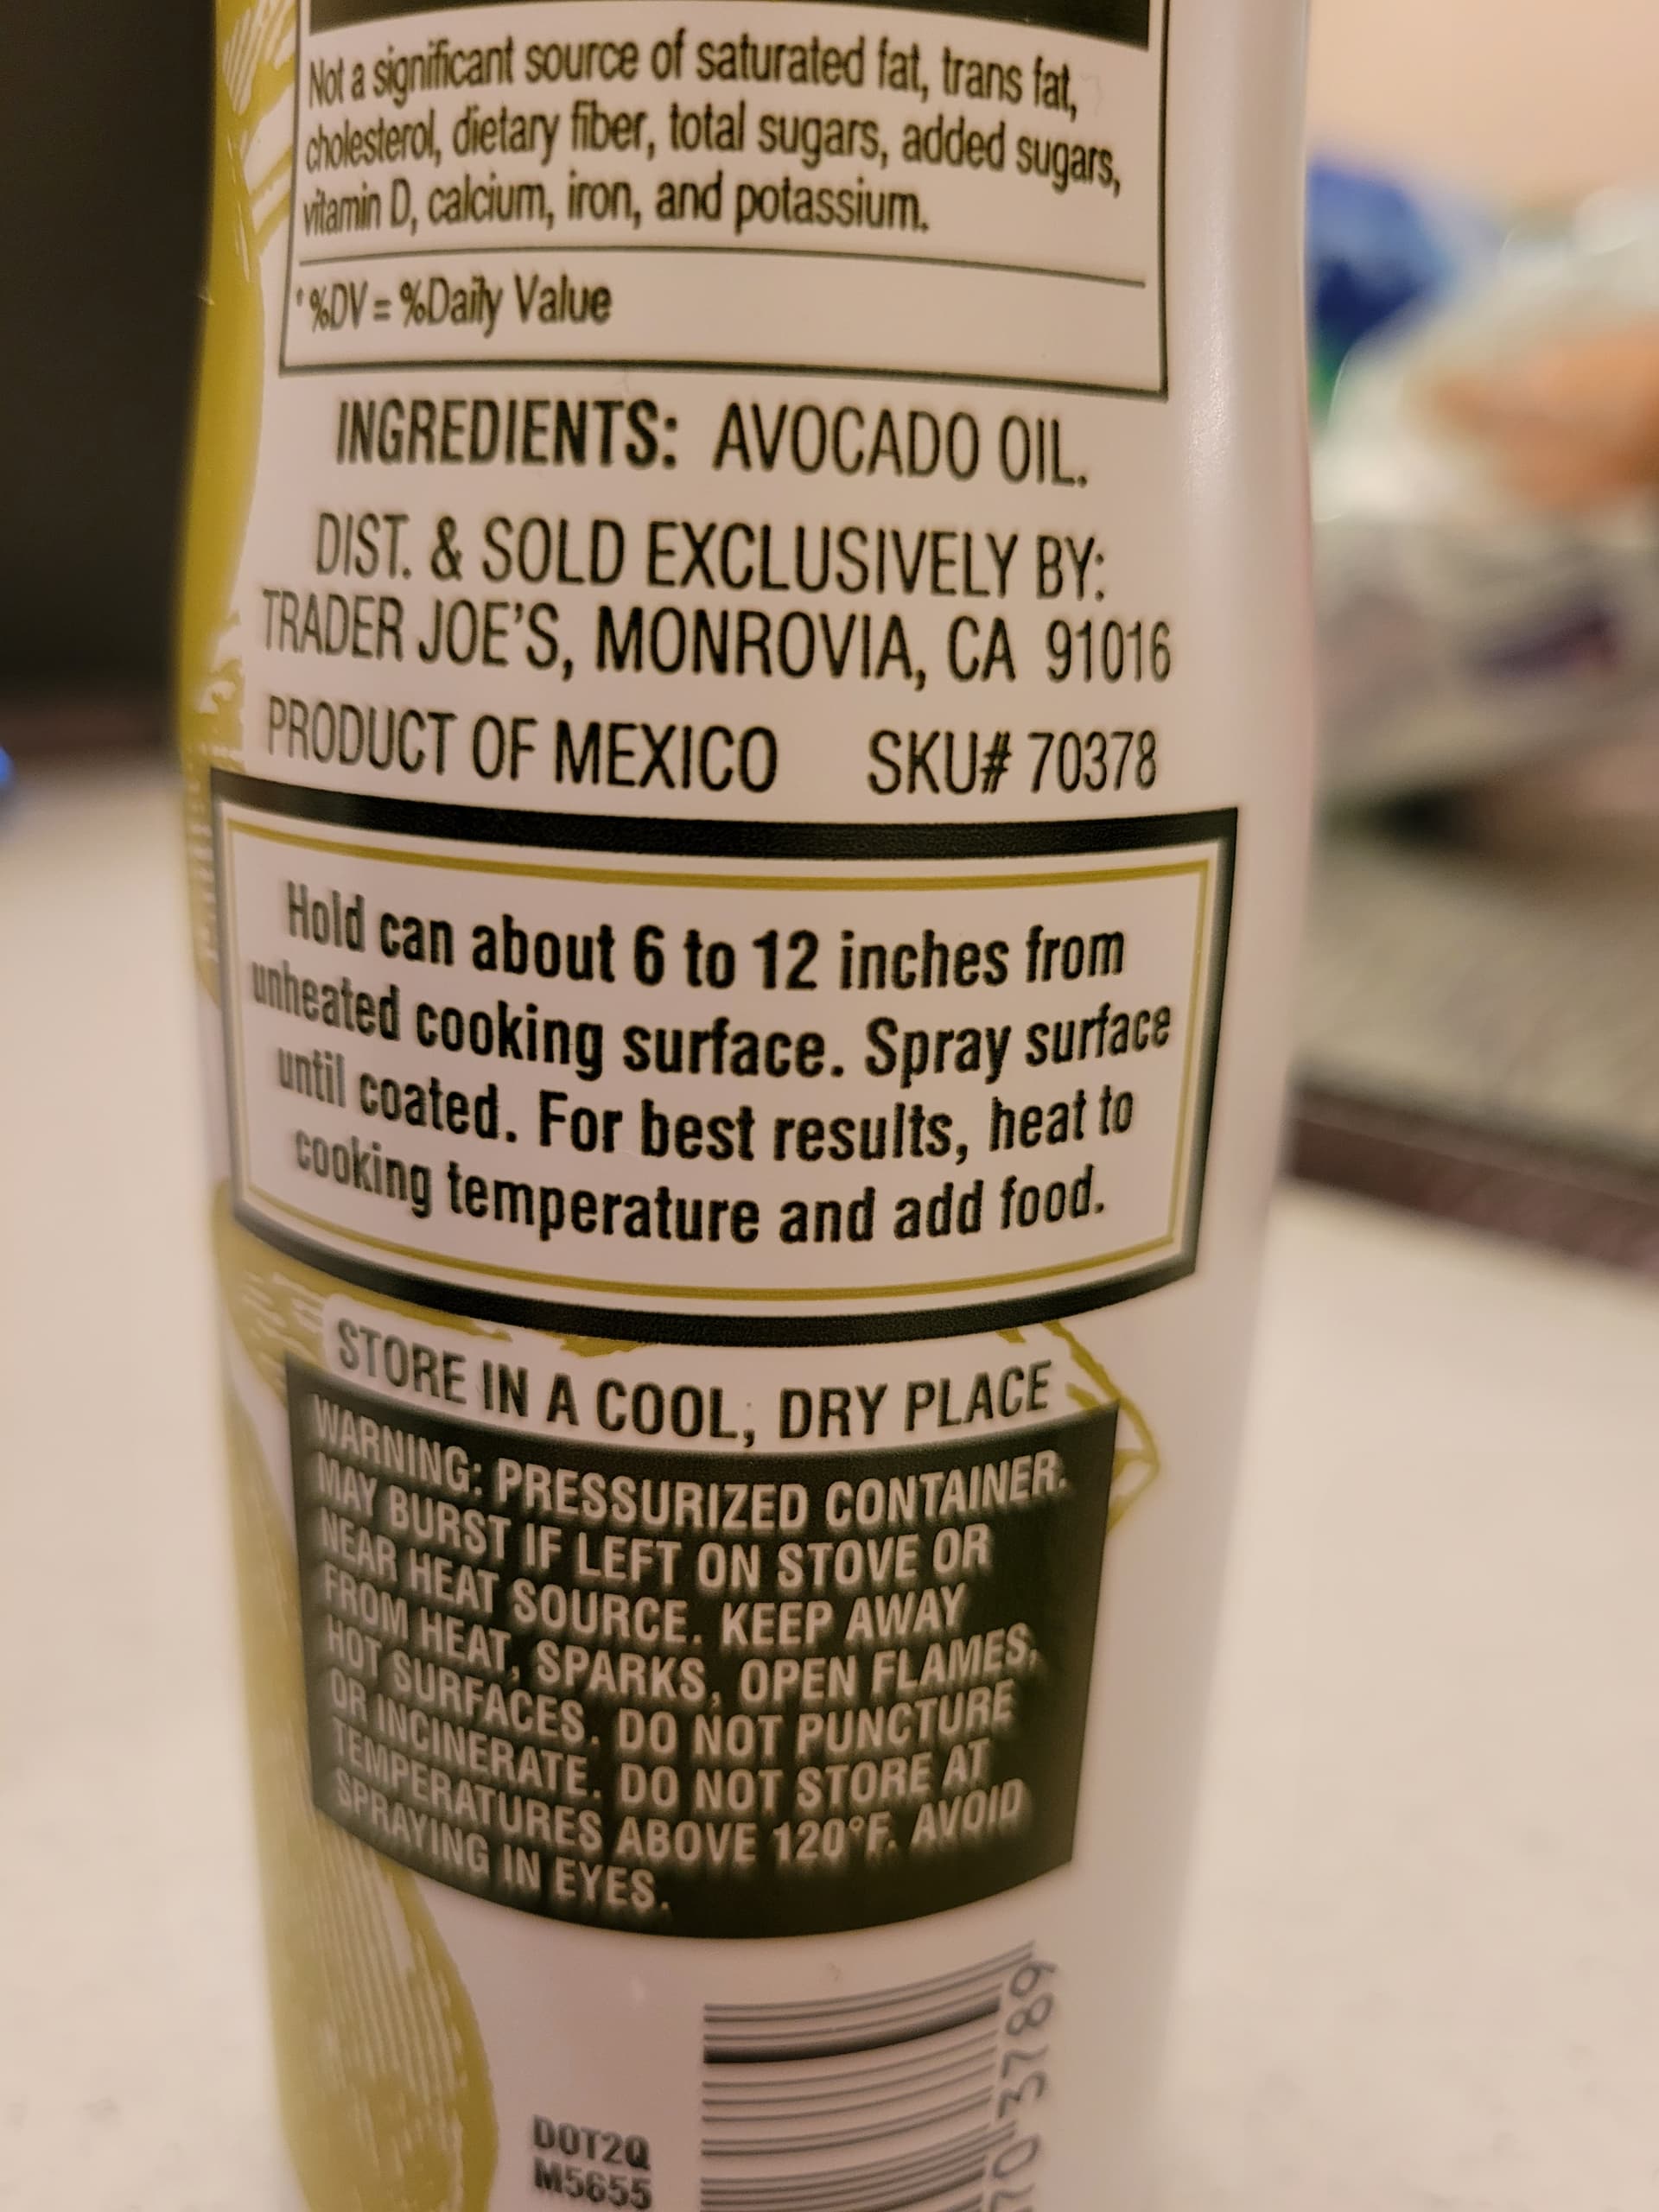 Not a significant source of saturated fat, trans fat,
cholesterol, dietary fiber, total sugars, added sugars,
vitamin D, calcium, iron, and potassium.
* %DV = %Daily Value
INGREDIENTS: AVOCADO OIL.
DIST. & SOLD EXCLUSIVELY BY:
TRADER JOE'S, MONROVIA, CA 91016
PRODUCT OF MEXICO SKU# 70378
Hold can about 6 to 12 inches from
unheated cooking surface. Spray surface
until coated. For best results, heat to
cooking temperature and add food.
STORE IN A COOL, DRY PLACE
WARNING: PRESSURIZED CONTAINER.
MAY BURST IF LEFT ON STOVE OR
NEAR HEAT SOURCE. KEEP AWAY
FROM HEAT, SPARKS, OPEN FLAMES,
HOT SURFACES. DO NOT PUNCTURE
OR INCINERATE. DO NOT STORE AT
TEMPERATURES ABOVE 120°F. AVOID
SPRAYING IN EYES.
DOT2Q
M5655
70 3789